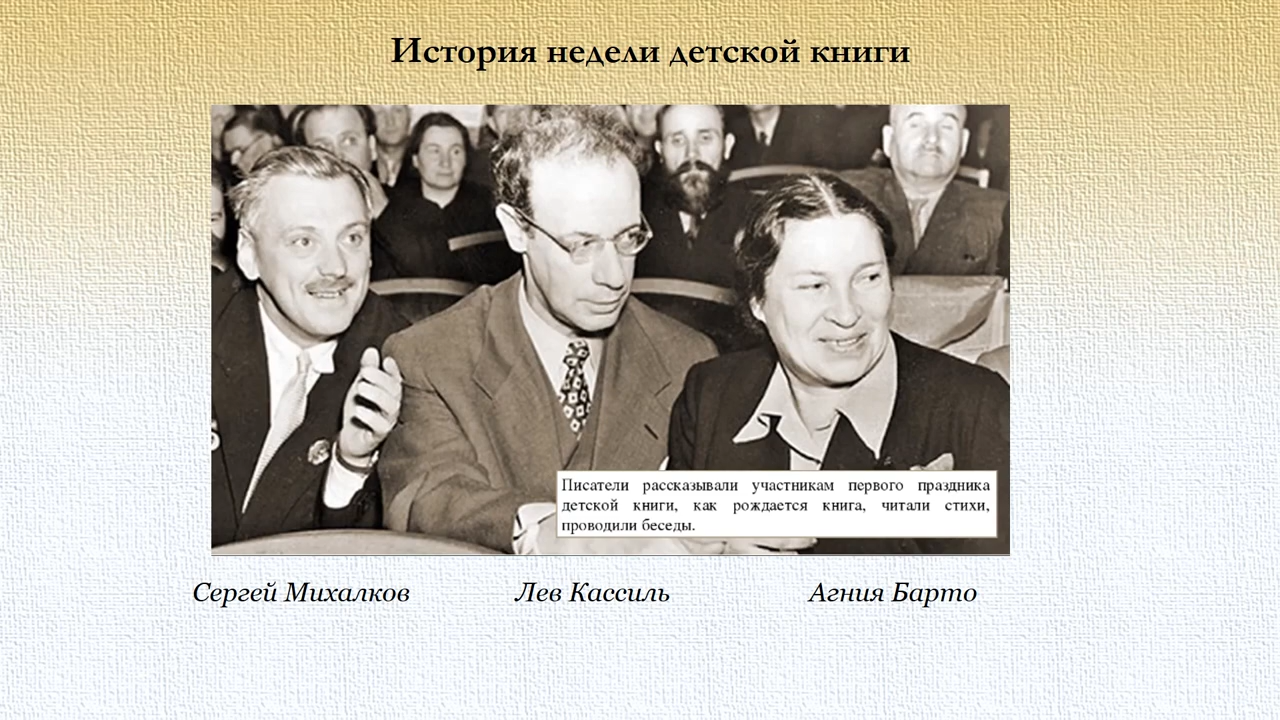 История недели детской книги
Писатели рассказывали участникам первого праздника
детской книги, как рождается книга, читали стихи,
проводили беседы.
Сергей Михалков Лев Кассиль Агния Барто